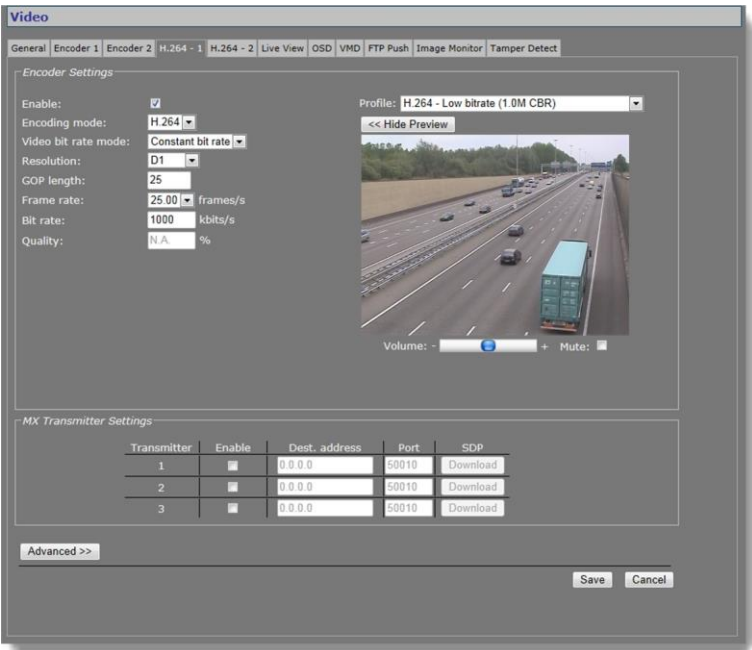 Video
General Encoder 1 Encoder 2 H.264 - 1 H.264 - 2 Live View OSD VMD FTP Push Image Monitor Tamper Detect
Encoder Settings
Enable:
Profile: H.264 - Low bitrate (1.0M CBR)
Encoding mode: H.264
<< Hide Preview
Video bit rate mode: Constant bit rate
Resolution: D1
GOP length: 25
Frame rate: 25.00 frames/s
Bit rate: 1000 kbits/s
Quality: N.A. %
Volume: - + Mute:
MX Transmitter Settings
Transmitter Enable Dest. address Port SDP
1 0.0.0.0 50010 Download
2 0.0.0.0 50010 Download
3 0.0.0.0 50010 Download
Advanced >>
Save Cancel